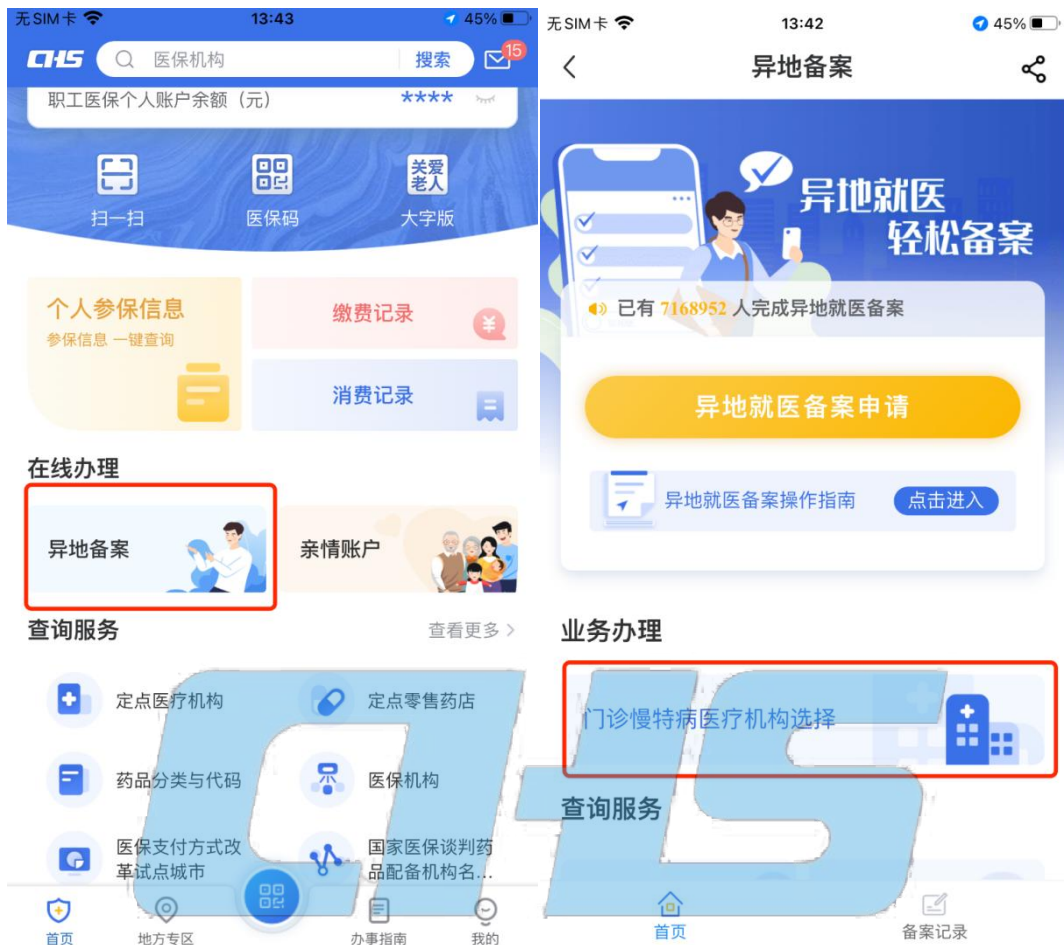 无SIM卡
13:43
45%
CHS
医保机构
搜索
15
职工医保个人账户余额（元）
****
扫一扫
医保码
关爱
老人
大字版
个人参保信息
参保信息 一键查询
缴费记录
消费记录
在线办理
异地备案
亲情账户
查询服务
查看更多
定点医疗机构
定点零售药店
药品分类与代码
医保机构
医保支付方式改
革试点城市
国家医保谈判药
品配备机构名...
首页
地方专区
办事指南
我的
无SIM卡
13:42
45%
异地备案
异地就医
轻松备案
已有 7168952 人完成异地就医备案
异地就医备案申请
异地就医备案操作指南
点击进入
业务办理
门诊慢特病医疗机构选择
查询服务
首页
备案记录
CHS